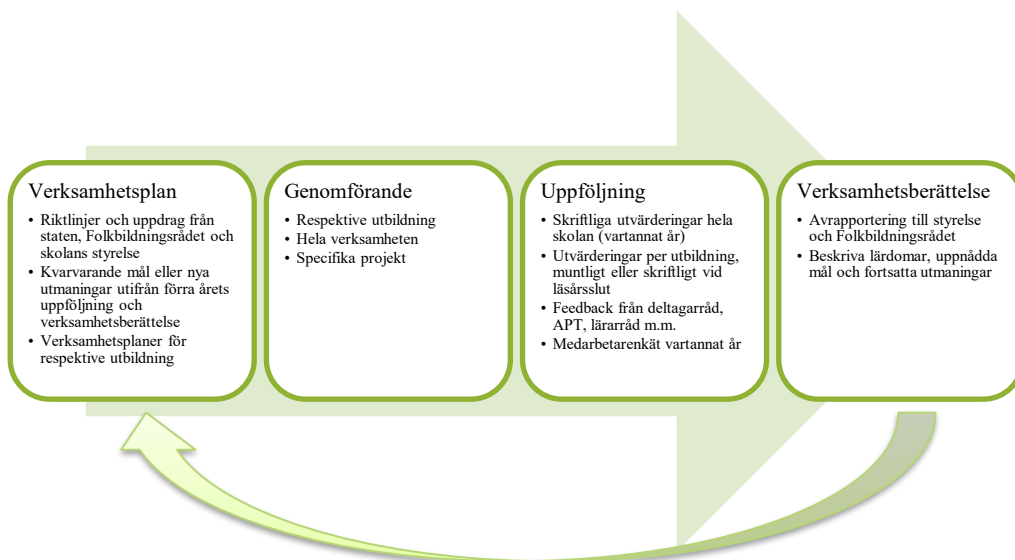 Verksamhetsplan
• Riktlinjer och uppdrag från
staten, Folkbildningsrådet och
skolans styrelse
• Kvarvarande mål eller nya
utmaningar utifrån förra årets
uppföljning och
verksamhetsberättelse
• Verksamhetsplaner för
respektive utbildning
Genomförande
• Respektive utbildning
• Hela verksamheten
• Specifika projekt
Uppföljning
• Skriftliga utvärderingar hela
skolan (vartannat år)
• Utvärderingar per utbildning,
muntligt eller skriftligt vid
läsårsslut
• Feedback från deltagarråd,
APT, lärarråd m.m.
• Medarbetarenkät vartannat år
Verksamhetsberättelse
• Avrapportering till styrelse
och Folkbildningsrådet
• Beskriva lärdomar, uppnådda
mål och fortsatta utmaningar